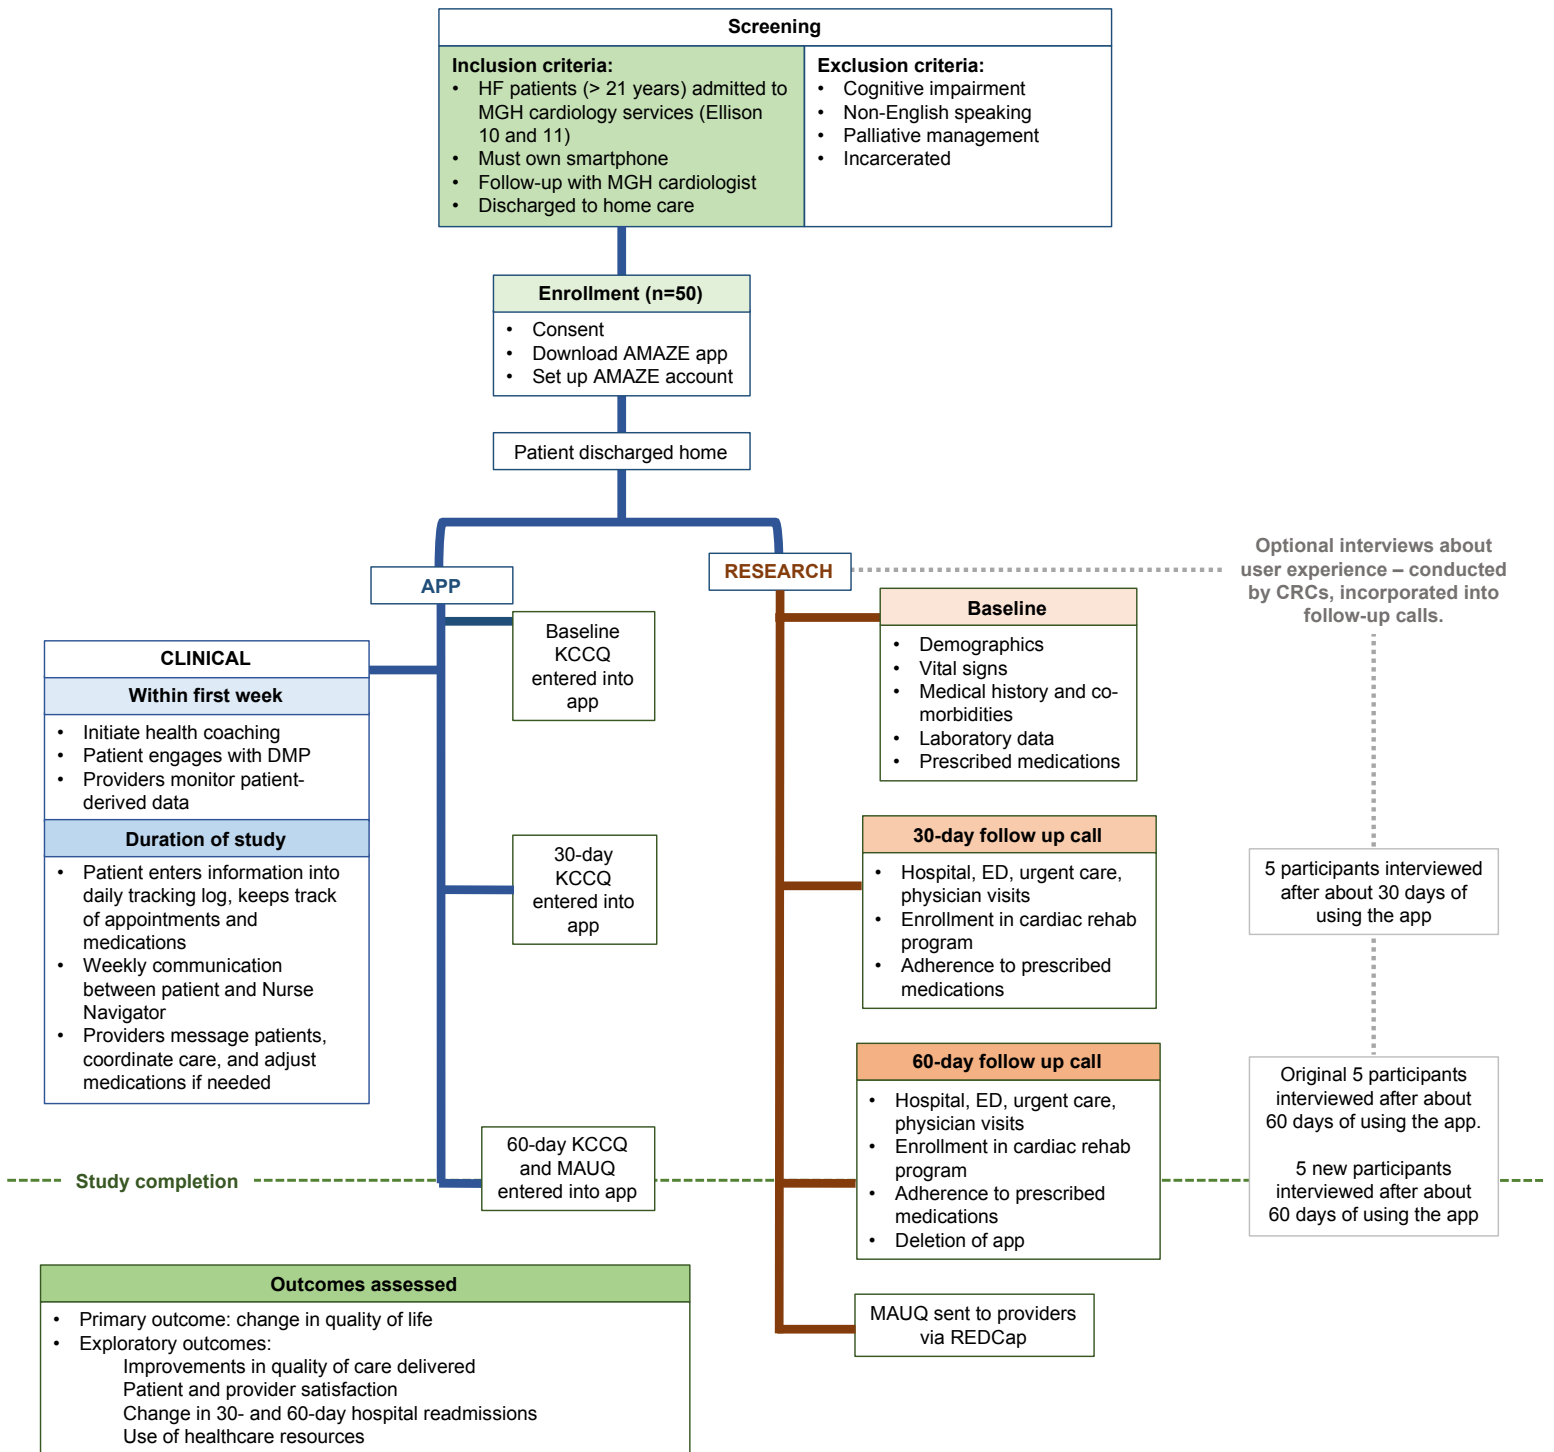 Screening
Inclusion criteria:
• HF patients (> 21 years) admitted to
MGH cardiology services (Ellison
10 and 11)
• Must own smartphone
• Follow-up with MGH cardiologist
• Discharged to home care
Exclusion criteria:
• Cognitive impairment
• Non-English speaking
• Palliative management
• Incarcerated
Enrollment (n=50)
• Consent
• Download AMAZE app
• Set up AMAZE account
Patient discharged home
APP
RESEARCH
Optional interviews about
user experience – conducted
by CRCs, incorporated into
follow-up calls.
CLINICAL
Within first week
• Initiate health coaching
• Patient engages with DMP
• Providers monitor patient-
derived data
Duration of study
• Patient enters information into
daily tracking log, keeps track
of appointments and
medications
• Weekly communication
between patient and Nurse
Navigator
• Providers message patients,
coordinate care, and adjust
medications if needed
Baseline
KCCQ
entered into
app
30-day
KCCQ
entered into
app
60-day KCCQ
and MAUQ
entered into app
Baseline
• Demographics
• Vital signs
• Medical history and co-
morbidities
• Laboratory data
• Prescribed medications
30-day follow up call
• Hospital, ED, urgent care,
physician visits
• Enrollment in cardiac rehab
program
• Adherence to prescribed
medications
60-day follow up call
• Hospital, ED, urgent care,
physician visits
• Enrollment in cardiac rehab
program
• Adherence to prescribed
medications
• Deletion of app
MAUQ sent to providers
via REDCap
5 participants interviewed
after about 30 days of
using the app
Original 5 participants
interviewed after about
60 days of using the app.
5 new participants
interviewed after about
60 days of using the app
Study completion
Outcomes assessed
• Primary outcome: change in quality of life
• Exploratory outcomes:
Improvements in quality of care delivered
Patient and provider satisfaction
Change in 30- and 60-day hospital readmissions
Use of healthcare resources